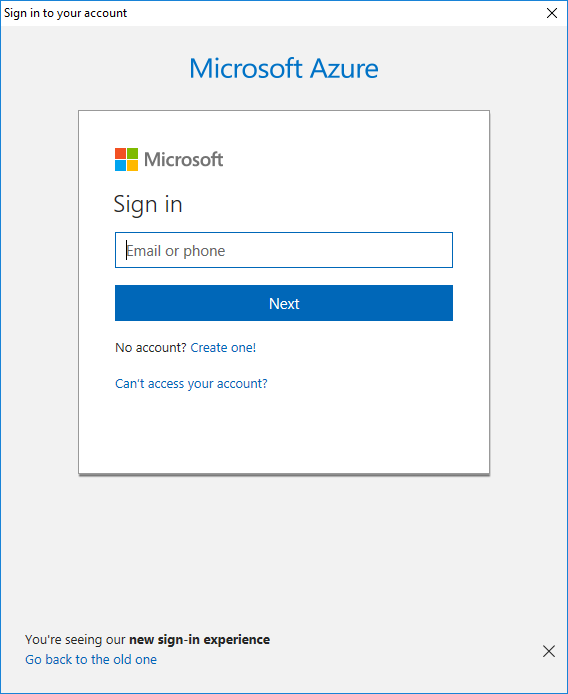 Sign in to your account
Microsoft Azure
Microsoft
Sign in
Email or phone
Next
No account? Create one!
Can't access your account?
You're seeing our new sign-in experience
Go back to the old one